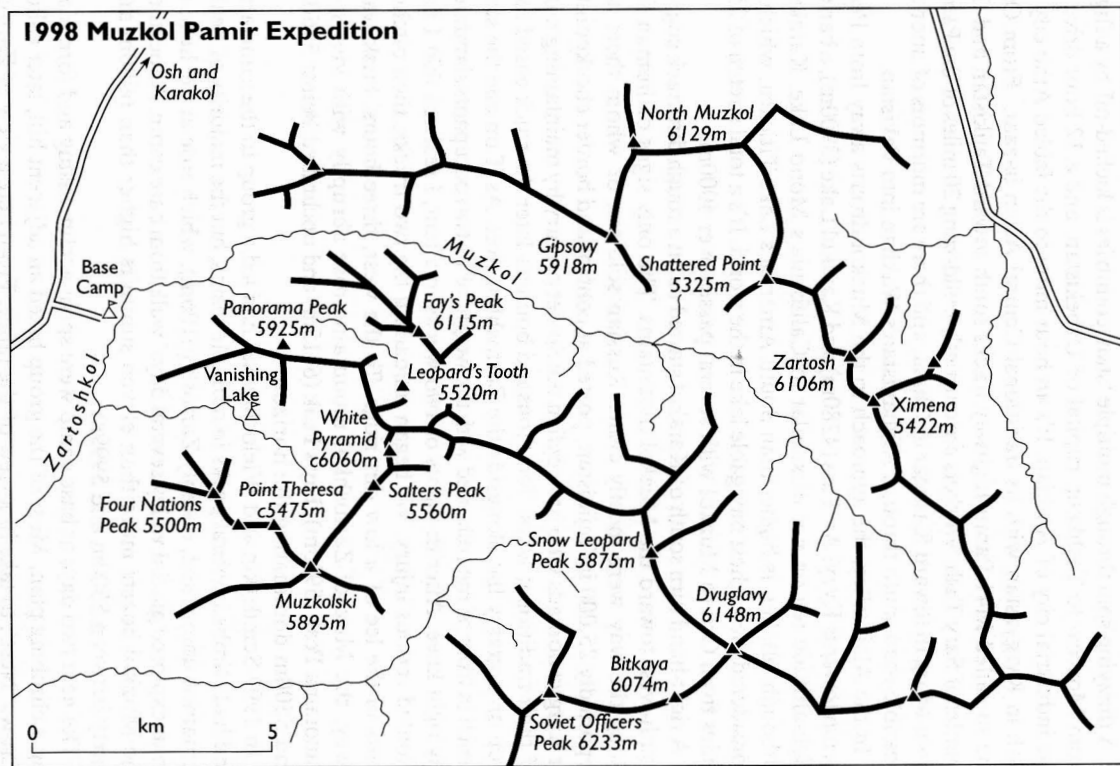 1998 Muzkol Pamir Expedition
Osh and
Karakol
North Muzkol
6129m
Gipsovy
5918m
Shattered Point
5325m
Muzkol
Base
Camp
Panorama Peak
5925m
Fay's Peak
6115m
Zartosh
6106m
Vanishing
Lake
Leopard's Tooth
5520m
Ximena
5422m
Zartoshkol
White
Pyramid
c6060m
Four Nations
Peak 5500m
Point Theresa
c5475m
Salters Peak
5560m
Snow Leopard
Peak 5875m
Muzkolski
5895m
Dvuglavy
6148m
Bitkaya
6074m
Soviet Officers
Peak 6233m
km
0
5